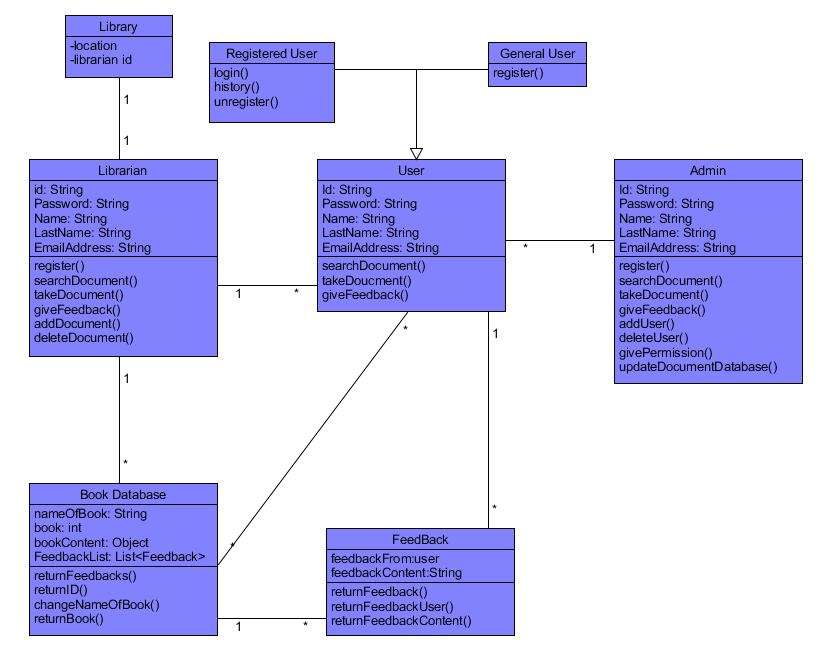 Library
-location
-librarian id
Registered User
login()
history()
unregister()
General User
register()
1
1
Librarian
id: String
Password: String
Name: String
LastName: String
EmailAddress: String
register()
searchDocument()
takeDocument()
giveFeedback()
addDocument()
deleteDocument()
1
*
User
Id: String
Password: String
Name: String
LastName: String
EmailAddress: String
searchDocument()
takeDoucment()
giveFeedback()
*
1
Admin
Id: String
Password: String
Name: String
LastName: String
EmailAddress: String
register()
searchDocument()
takeDocument()
giveFeedback()
addUser()
deleteUser()
givePermission()
updateDocumentDatabase()
*
1
1
*
*
*
Book Database
nameOfBook: String
book: int
bookContent: Object
FeedbackList: List<Feedback>
returnFeedbacks()
returnID()
changeNameOfBook()
returnBook()
1
*
FeedBack
feedbackFrom:user
feedbackContent:String
returnFeedback()
returnFeedbackUser()
returnFeedbackContent()